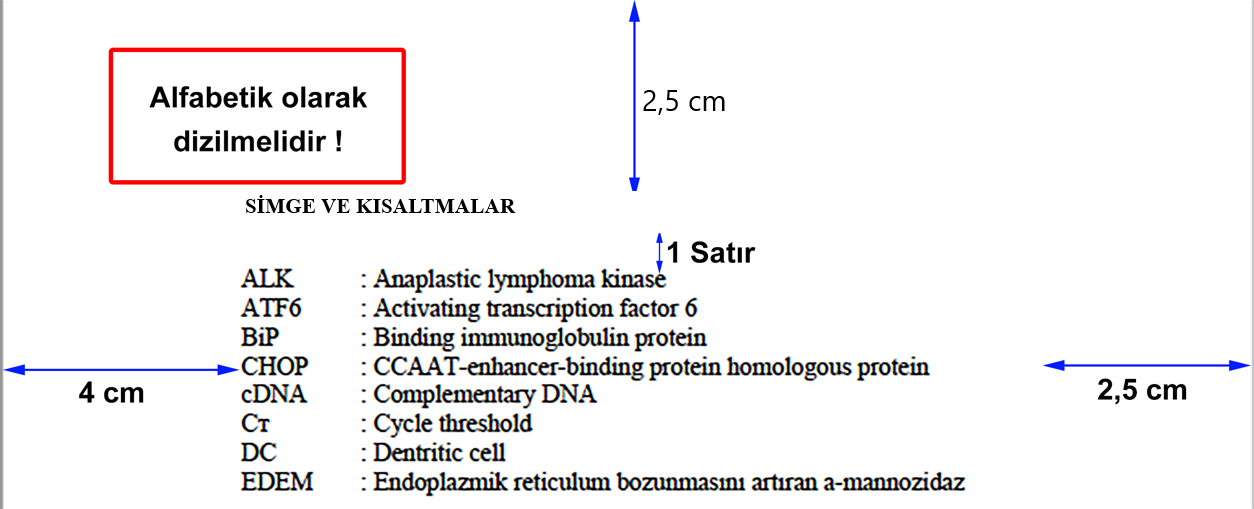 Alfabetik olarak
dizilmelidir !
2,5 cm
SİMGE VE KISALTMALAR
1 Satır
ALK : Anaplastic lymphoma kinase
ATF6 : Activating transcription factor 6
BiP : Binding immunoglobulin protein
CHOP : CCAAT-enhancer-binding protein homologous protein
cDNA : Complementary DNA
Cт : Cycle threshold
DC : Dentritic cell
EDEM : Endoplazmik reticulum bozunmasını artıran a-mannozidaz
4 cm
2,5 cm